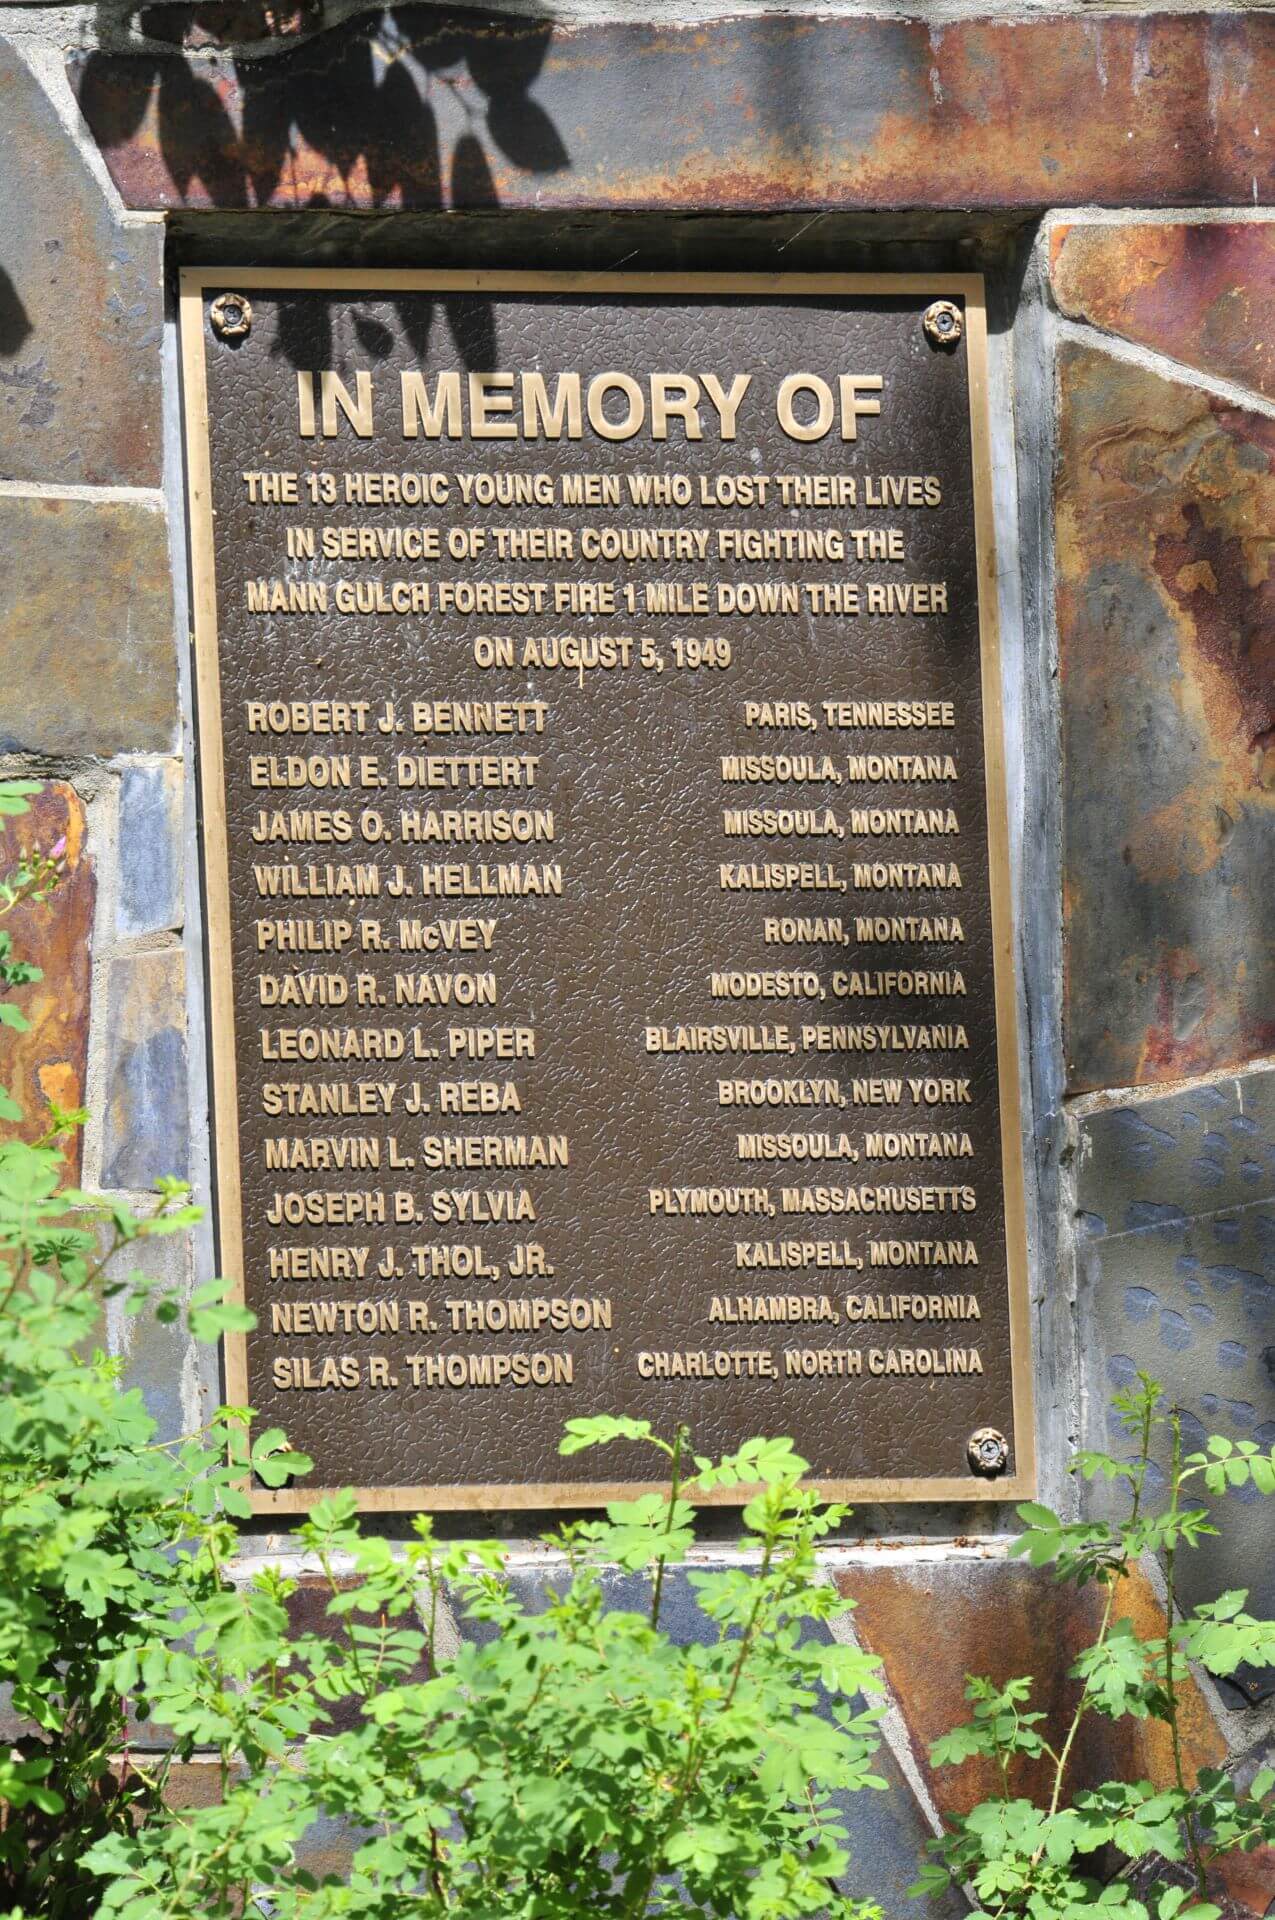 IN MEMORY OF
THE 13 HEROIC YOUNG MEN WHO LOST THEIR LIVES
IN SERVICE OF THEIR COUNTRY FIGHTING THE
MANN GULCH FOREST FIRE 1 MILE DOWN THE RIVER
ON AUGUST 5, 1949
ROBERT J. BENNETT PARIS, TENNESSEE
ELDON E. DIETTERT MISSOULA, MONTANA
JAMES O. HARRISON MISSOULA, MONTANA
WILLIAM J. HELLMAN KALISPELL, MONTANA
PHILIP R. McVEY RONAN, MONTANA
DAVID R. NAVON MODESTO, CALIFORNIA
LEONARD L. PIPER BLAIRSVILLE, PENNSYLVANIA
STANLEY J. REBA BROOKLYN, NEW YORK
MARVIN L. SHERMAN MISSOULA, MONTANA
JOSEPH B. SYLVIA PLYMOUTH, MASSACHUSETTS
HENRY J. THOL, JR. KALISPELL, MONTANA
NEWTON R. THOMPSON ALHAMBRA, CALIFORNIA
SILAS R. THOMPSON CHARLOTTE, NORTH CAROLINA